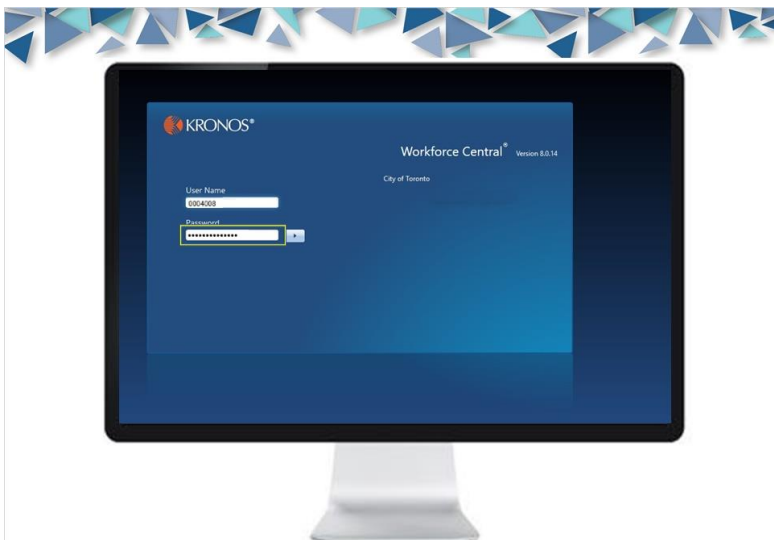 KRONOS®
Workforce Central® Version 8.0.14
City of Toronto
User Name
0004008
Password
••••••••••••••